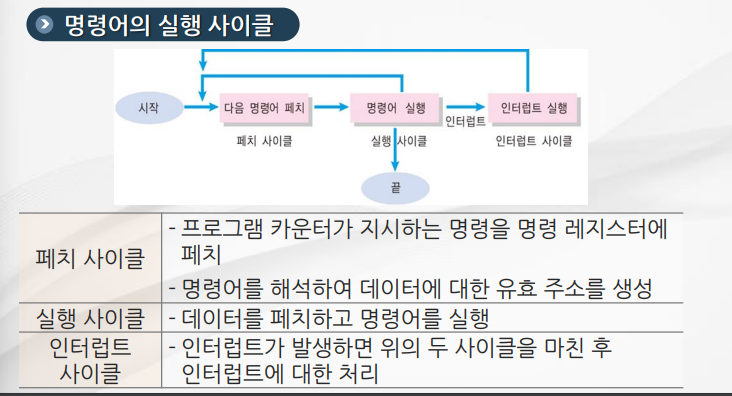 명령어의 실행 사이클
시작
다음 명령어 페치
명령어 실행
인터럽트
인터럽트 실행
페치 사이클
실행 사이클
인터럽트 사이클
끝
페치 사이클
- 프로그램 카운터가 지시하는 명령을 명령 레지스터에
페치
- 명령어를 해석하여 데이터에 대한 유효 주소를 생성
실행 사이클
- 데이터를 페치하고 명령어를 실행
인터럽트
사이클
- 인터럽트가 발생하면 위의 두 사이클을 마친 후
인터럽트에 대한 처리